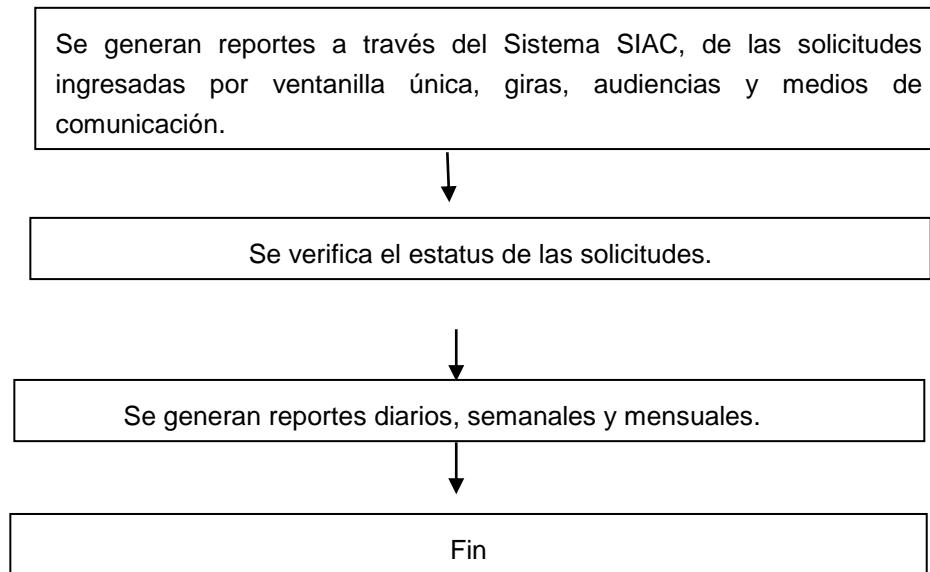 Se generan reportes a través del Sistema SIAC, de las solicitudes
ingresadas por ventanilla única, giras, audiencias y medios de
comunicación.
Se verifica el estatus de las solicitudes.
Se generan reportes diarios, semanales y mensuales.
Fin